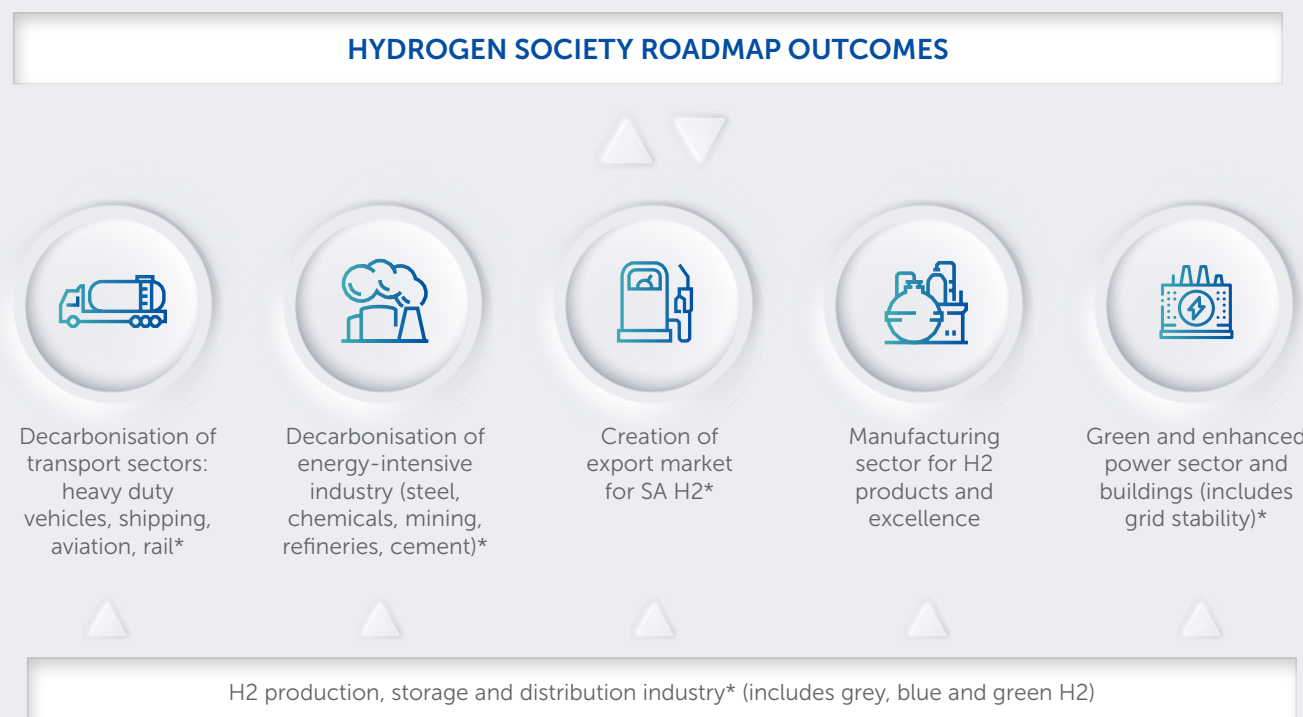 HYDROGEN SOCIETY ROADMAP OUTCOMES
Decarbonisation of
transport sectors:
heavy duty
vehicles, shipping,
aviation, rail*
Decarbonisation of
energy-intensive
industry (steel,
chemicals, mining,
refineries, cement)*
Creation of
export market
for SA H2*
Manufacturing
sector for H2
products and
excellence
Green and enhanced
power sector and
buildings (includes
grid stability)*
H2 production, storage and distribution industry* (includes grey, blue and green H2)